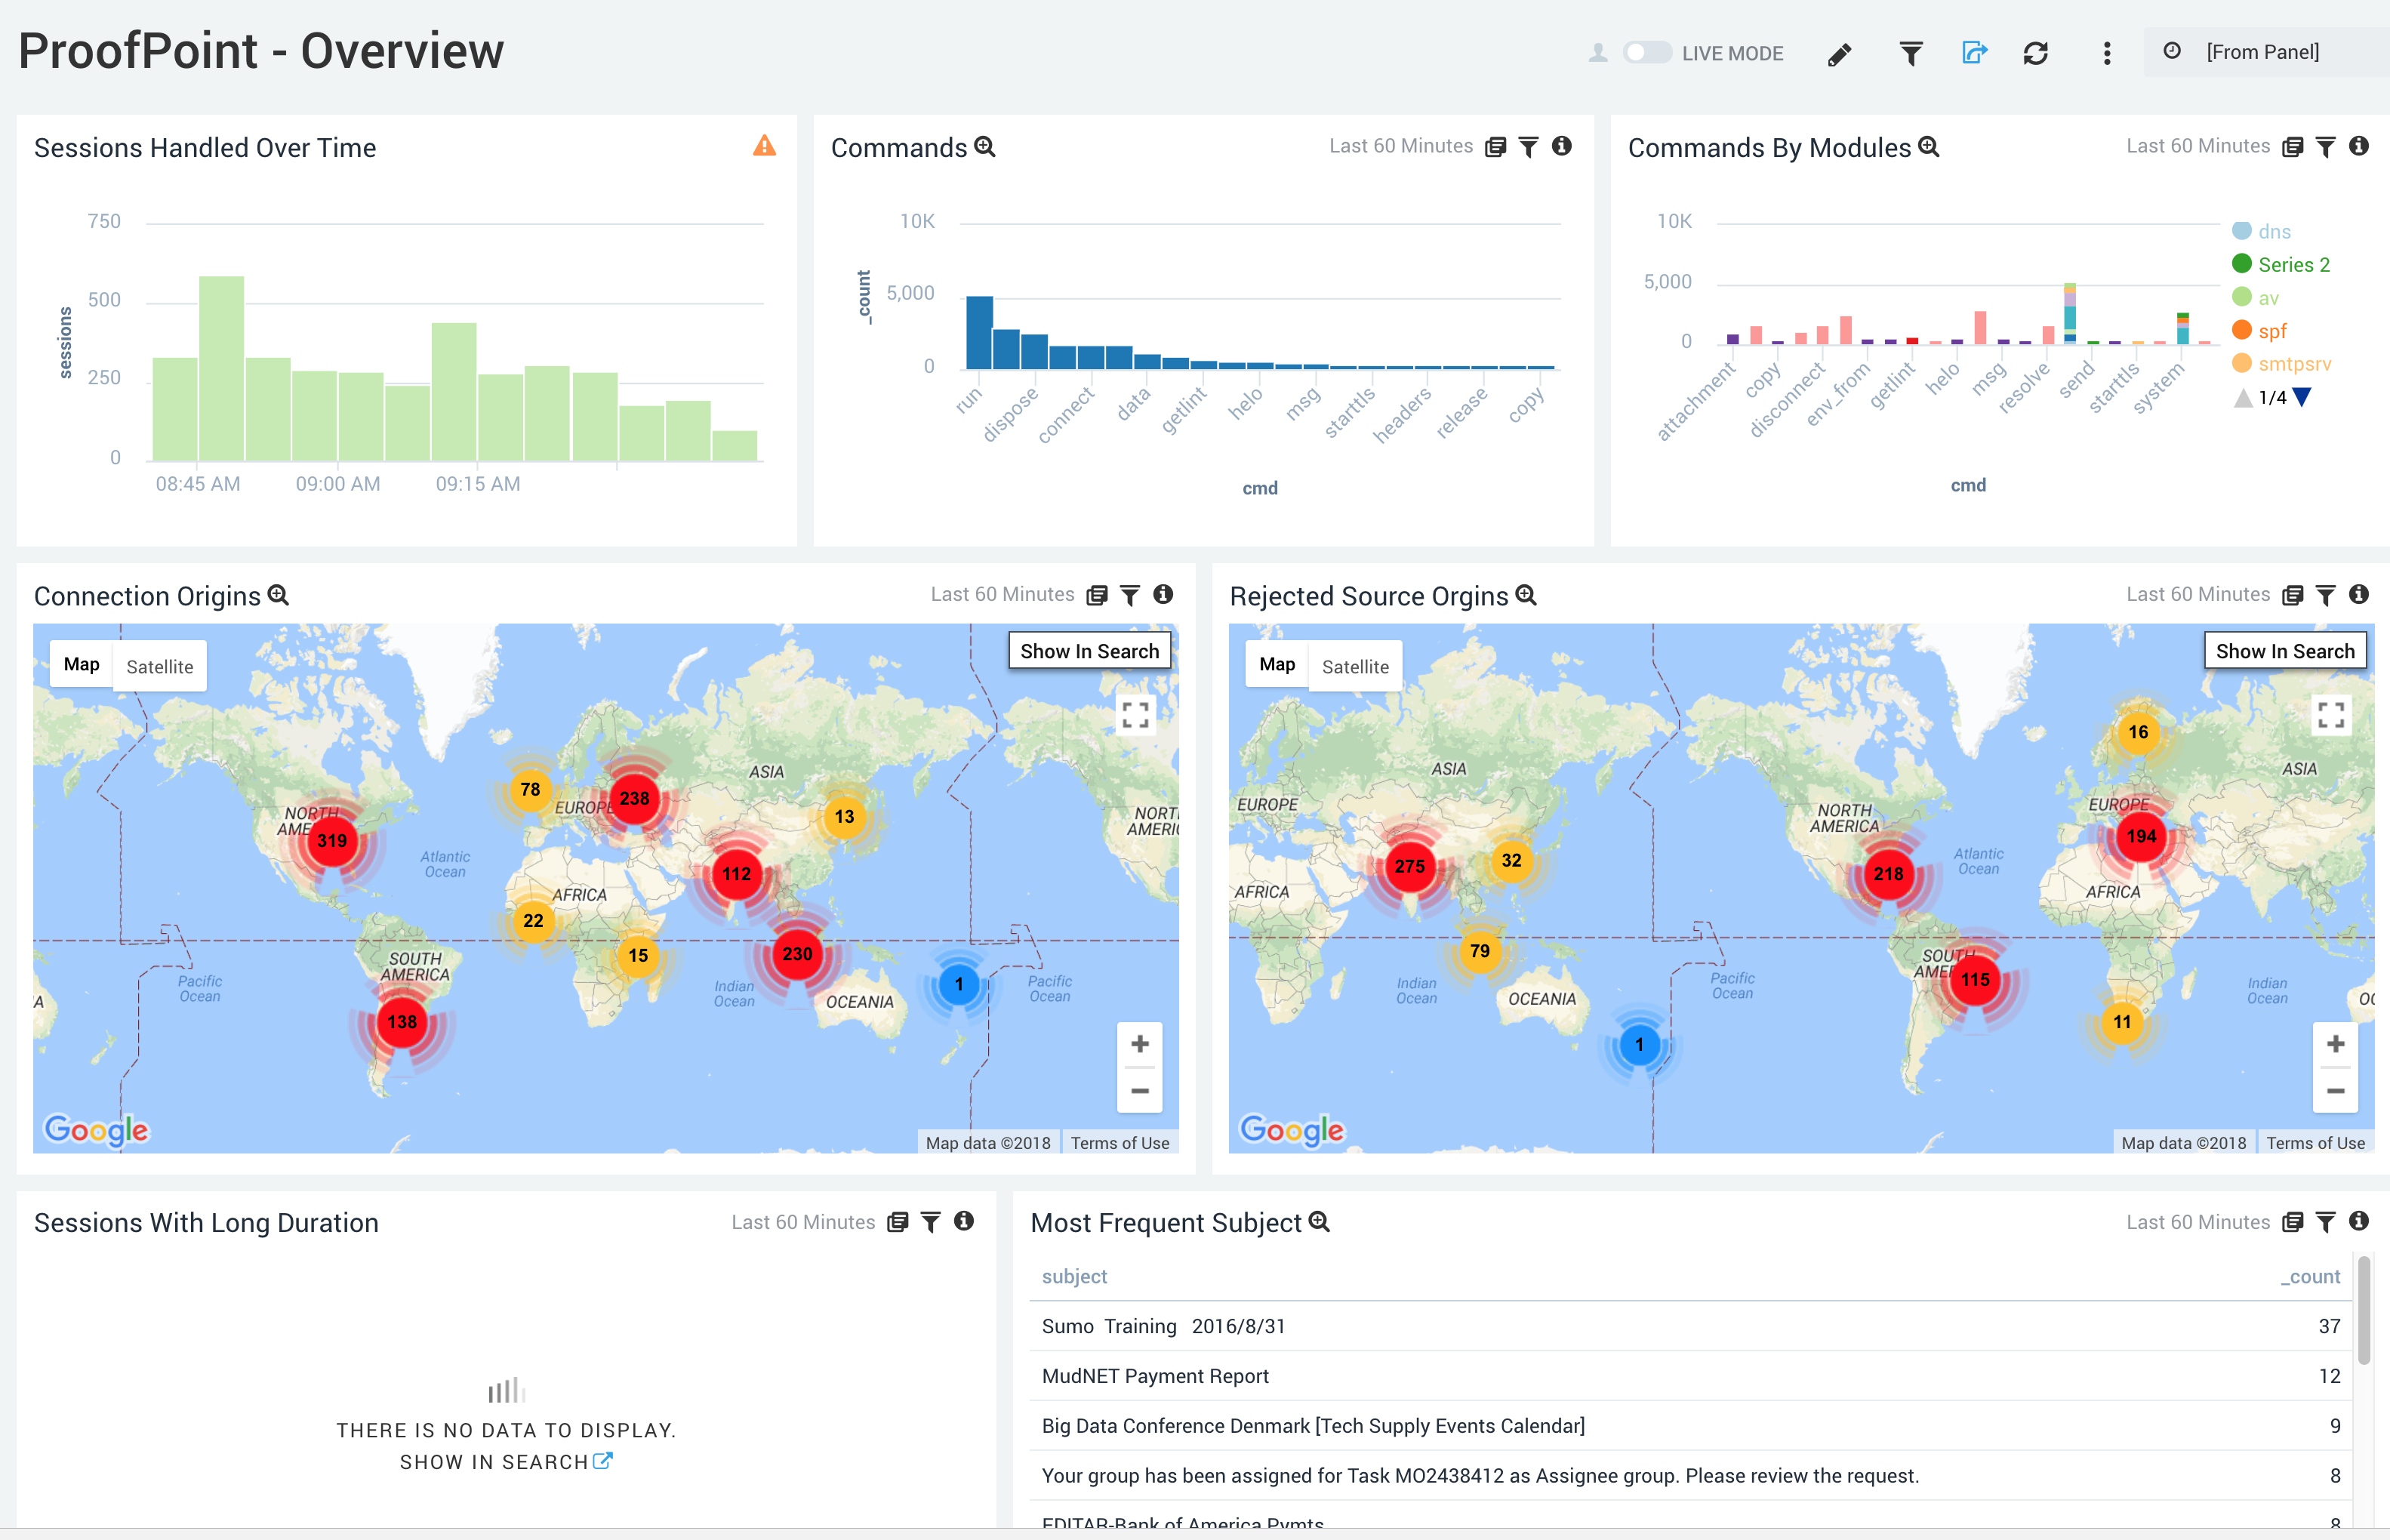 ProofPoint - Overview
LIVE MODE
[From Panel]
Sessions Handled Over Time
750
500
250
0
sessions
08:45 AM 09:00 AM 09:15 AM
Commands
Last 60 Minutes
10K
5,000
0
_count
run dispose connect data getlint helo msg starttls headers release copy
cmd
Commands By Modules
Last 60 Minutes
10K
5,000
0
attachment copy disconnect env_from getlint helo msg resolve send starttls system
cmd
dns
Series 2
av
spf
smtpsrv
1/4
Connection Origins
Last 60 Minutes
Map Satellite
Show In Search
ASIA
78
EUROPE
238
13
NORTH
AME
319
NORT
AMERI
Atlantic
Ocean
112
AFRICA
22
15
230
SOUTH
AMERICA
Pacific
Ocean
Indian
Ocean
1
Pacific
Ocean
A
OCEANIA
138
+
−
Google
Map data ©2018 Terms of Use
Rejected Source Orgins
Last 60 Minutes
Map Satellite
Show In Search
16
ASIA
ASIA
EUROPE
NORTH
AMERICA
EUROPE
194
275
32
218
Atlantic
Ocean
AFRICA
AFRICA
79
SOUTH
AME
115
Indian
Ocean
Pacific
Ocean
Indian
Ocean
OCEANIA
OC
1
11
+
−
Google
Map data ©2018 Terms of Use
Sessions With Long Duration
Last 60 Minutes
THERE IS NO DATA TO DISPLAY.
SHOW IN SEARCH
Most Frequent Subject
Last 60 Minutes
subject _count
Sumo Training 2016/8/31 37
MudNET Payment Report 12
Big Data Conference Denmark [Tech Supply Events Calendar] 9
Your group has been assigned for Task MO2438412 as Assignee group. Please review the request. 8
EDITAR-Bank of America Pymts 8